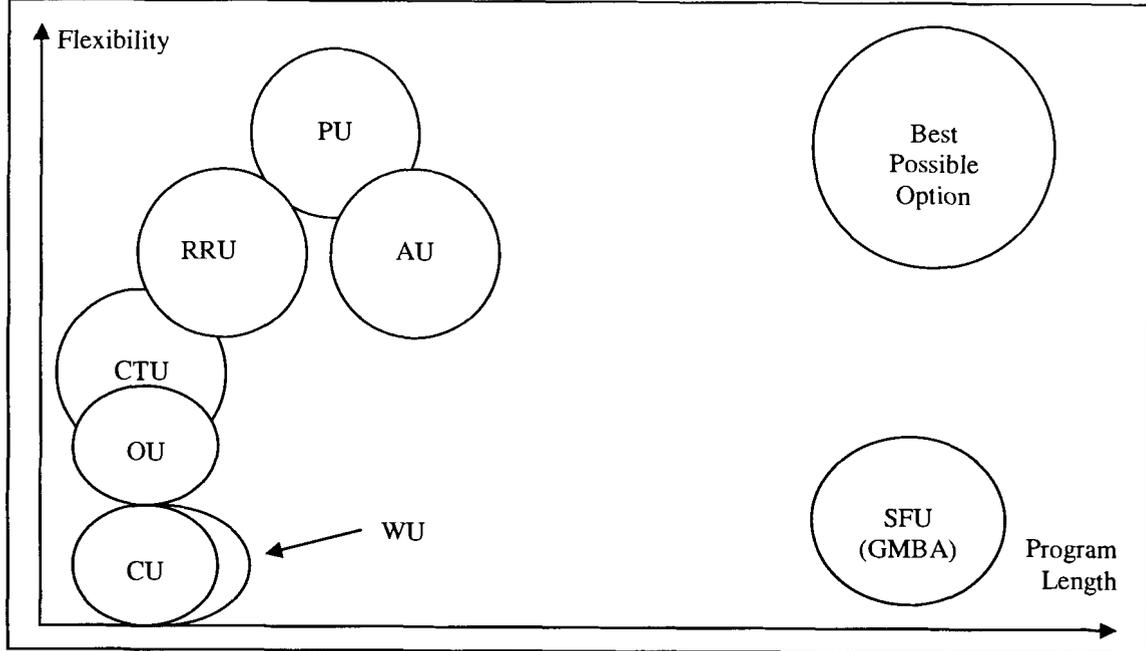 Flexibility
PU
Best
Possible
Option
RRU
AU
CTU
OU
SFU
(GMBA)
WU
CU
Program
Length